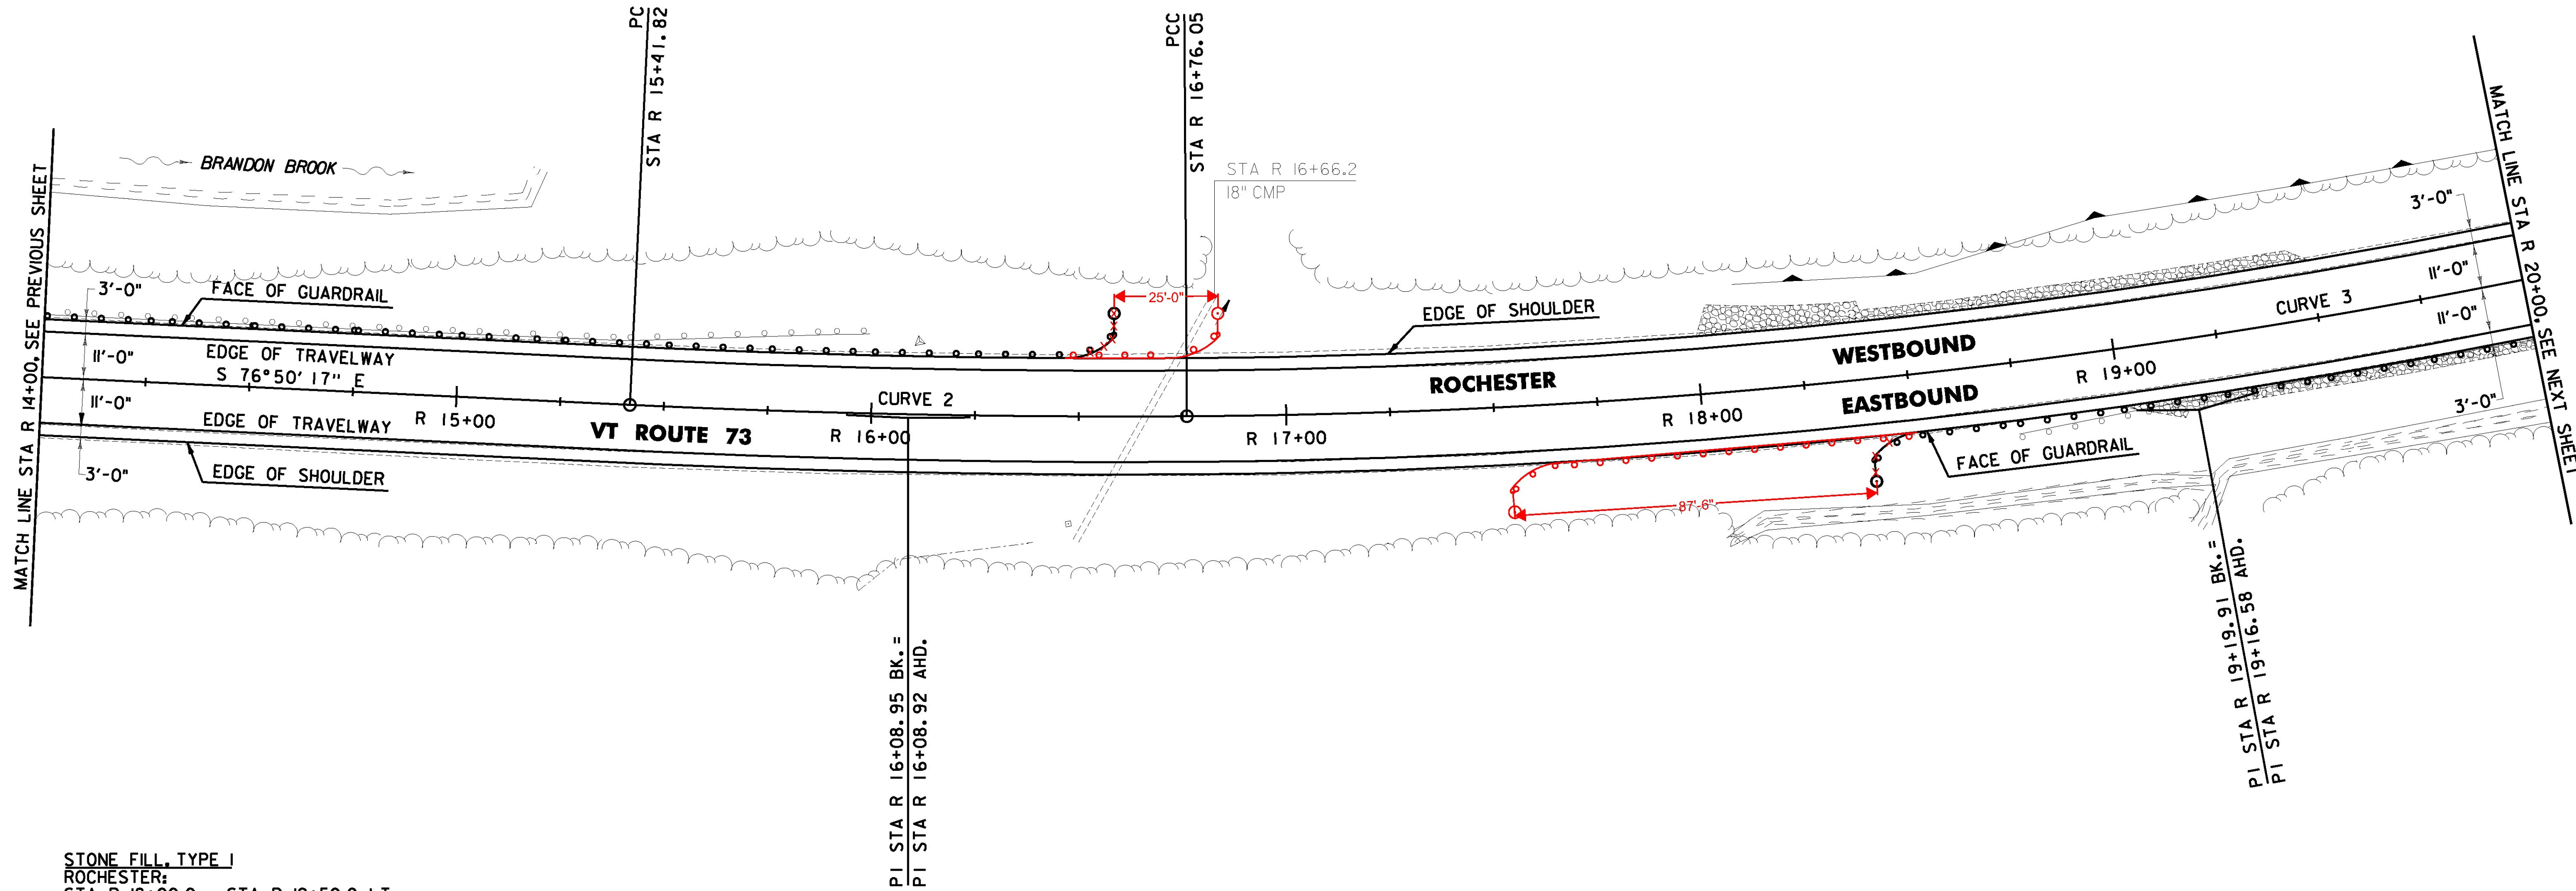 PC
STA R 15+41.82
PCC
STA R 16+76.05
BRANDON BROOK
STA R 16+66.2
18" CMP
MATCH LINE STA R 14+00, SEE PREVIOUS SHEET
MATCH LINE STA R 20+00, SEE NEXT SHEET
3'-0"
FACE OF GUARDRAIL
25'-0"
EDGE OF SHOULDER
3'-0"
11'-0"
EDGE OF TRAVELWAY
S 76°50'17" E
11'-0"
EDGE OF TRAVELWAY
R 15+00
VT ROUTE 73
CURVE 2
R 16+00
R 17+00
ROCHESTER
WESTBOUND
EASTBOUND
R 18+00
R 19+00
CURVE 3
11'-0"
11'-0"
3'-0"
3'-0"
EDGE OF SHOULDER
FACE OF GUARDRAIL
87'-6"
PI STA R 16+08.95 BK.=
PI STA R 16+08.92 AHD.
PI STA R 19+19.91 BK.=
PI STA R 19+16.58 AHD.
STONE FILL, TYPE I
ROCHESTER: